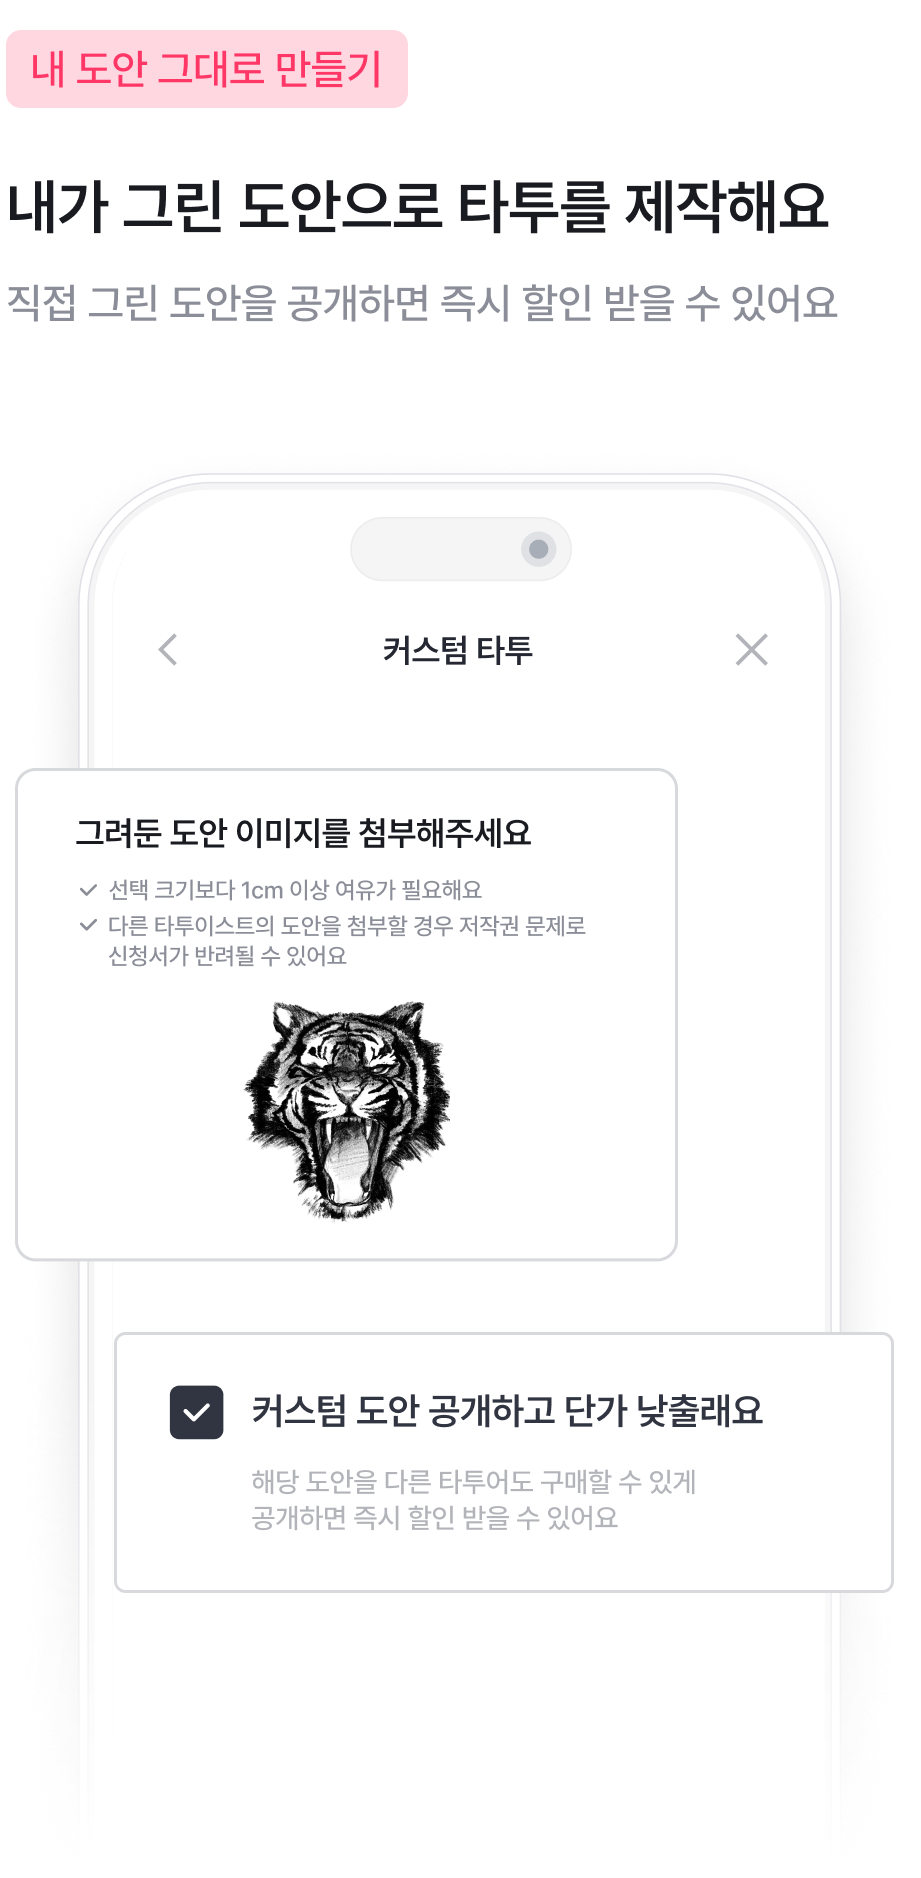 내 도안 그대로 만들기
내가 그린 도안으로 타투를 제작해요
직접 그린 도안을 공개하면 즉시 할인 받을 수 있어요
커스텀 타투
그려둔 도안 이미지를 첨부해주세요
선택 크기보다 1cm 이상 여유가 필요해요
다른 타투이스트의 도안을 첨부할 경우 저작권 문제로
신청서가 반려될 수 있어요
커스텀 도안 공개하고 단가 낮출래요
해당 도안을 다른 타투어도 구매할 수 있게
공개하면 즉시 할인 받을 수 있어요